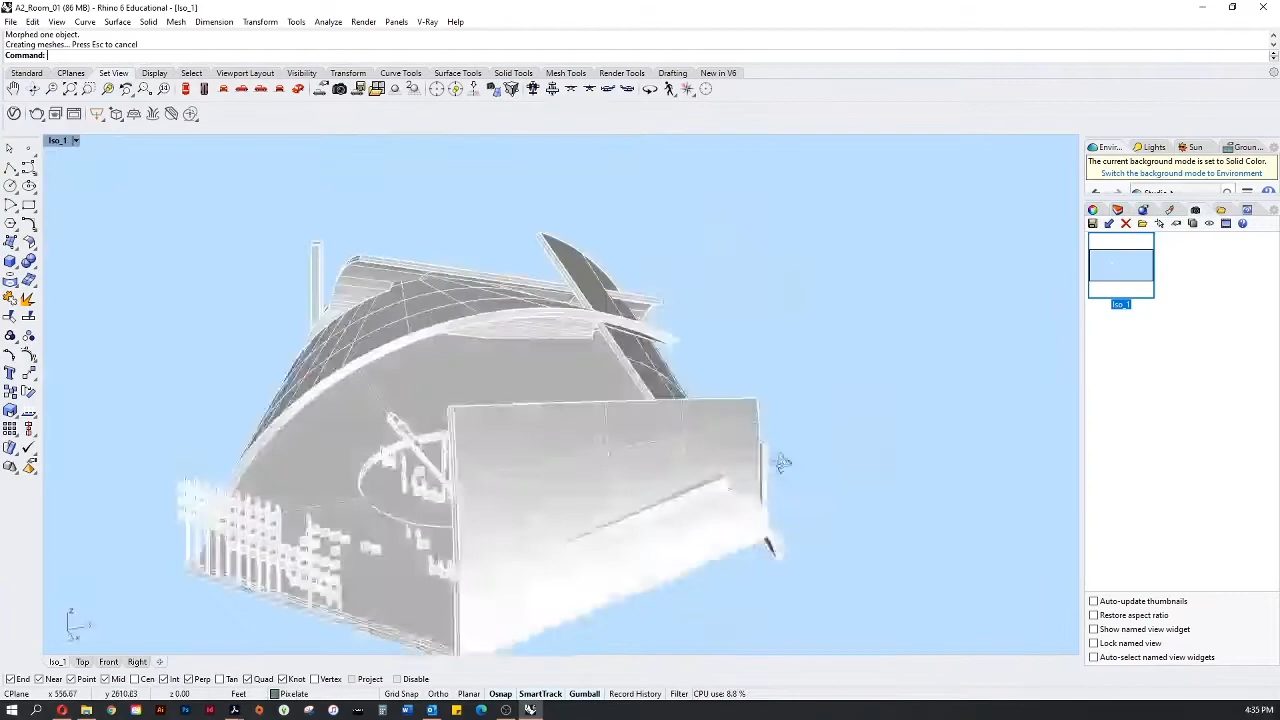 A2_Room_01 (86 MB) - Rhino 6 Educational - [Iso_1]
File Edit View Curve Surface Solid Mesh Dimension Transform Tools Analyze Render Panels V-Ray Help
Morphed one object.
Creating meshes... Press Esc to cancel
Command:
Standard CPlanes Set View Display Select Viewport Layout Visibility Transform Curve Tools Surface Tools Solid Tools Mesh Tools Render Tools Drafting New in V6
Iso_1
Envir... Lights Sun Groun...
The current background mode is set to Solid Color.
Switch the background mode to Environment
Iso_1
Auto-update thumbnails
Restore aspect ratio
Show named view widget
Lock named view
Auto-select named view widgets
z
x
Iso_1 Top Front Right
End Near Point Mid Cen Int Perp Tan Quad Knot Vertex Project Disable
CPlane x 556.67 y 2610.83 z 0.00 Feet Pixelate Grid Snap Ortho Planar Osnap SmartTrack Gumball Record History Filter CPU use: 8.8 %
4:35 PM